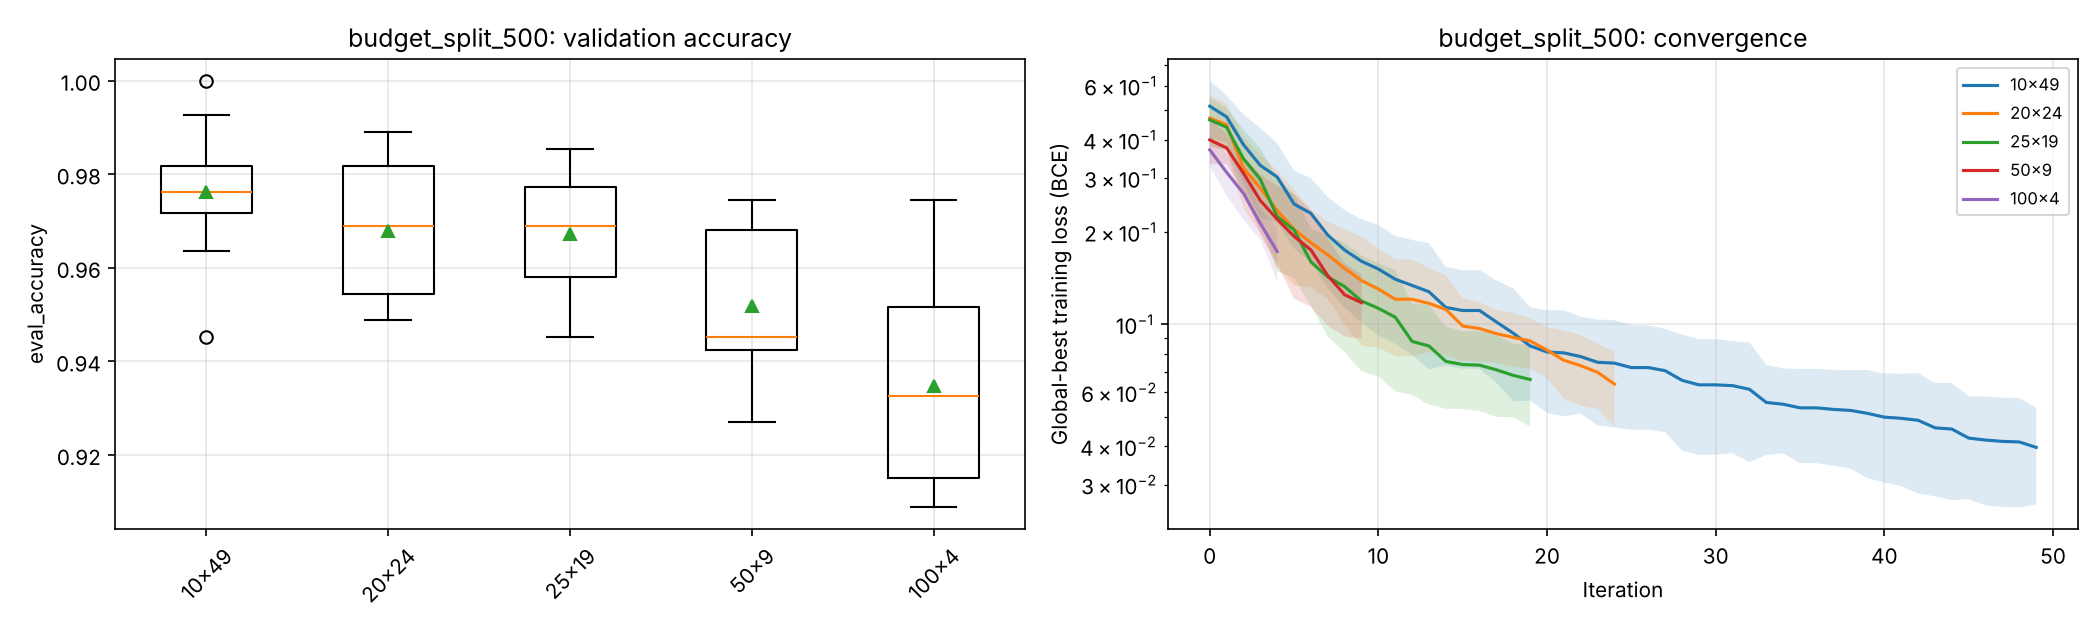 budget_split_500: validation accuracy
eval_accuracy
1.00
0.98
0.96
0.94
0.92
10×49
20×24
25×19
50×9
100×4
budget_split_500: convergence
Global-best training loss (BCE)
6 × 10⁻¹
4 × 10⁻¹
3 × 10⁻¹
2 × 10⁻¹
10⁻¹
6 × 10⁻²
4 × 10⁻²
3 × 10⁻²
0
10
20
30
40
50
Iteration
10×49
20×24
25×19
50×9
100×4